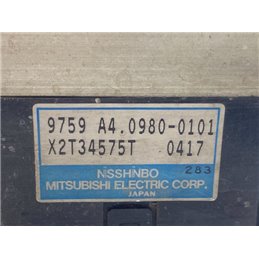 9759 A4.0980-0101
X2T34575T 0417
283
NSSHNBO
MITSUBISHI ELECTRIC CORP.
JAPAN